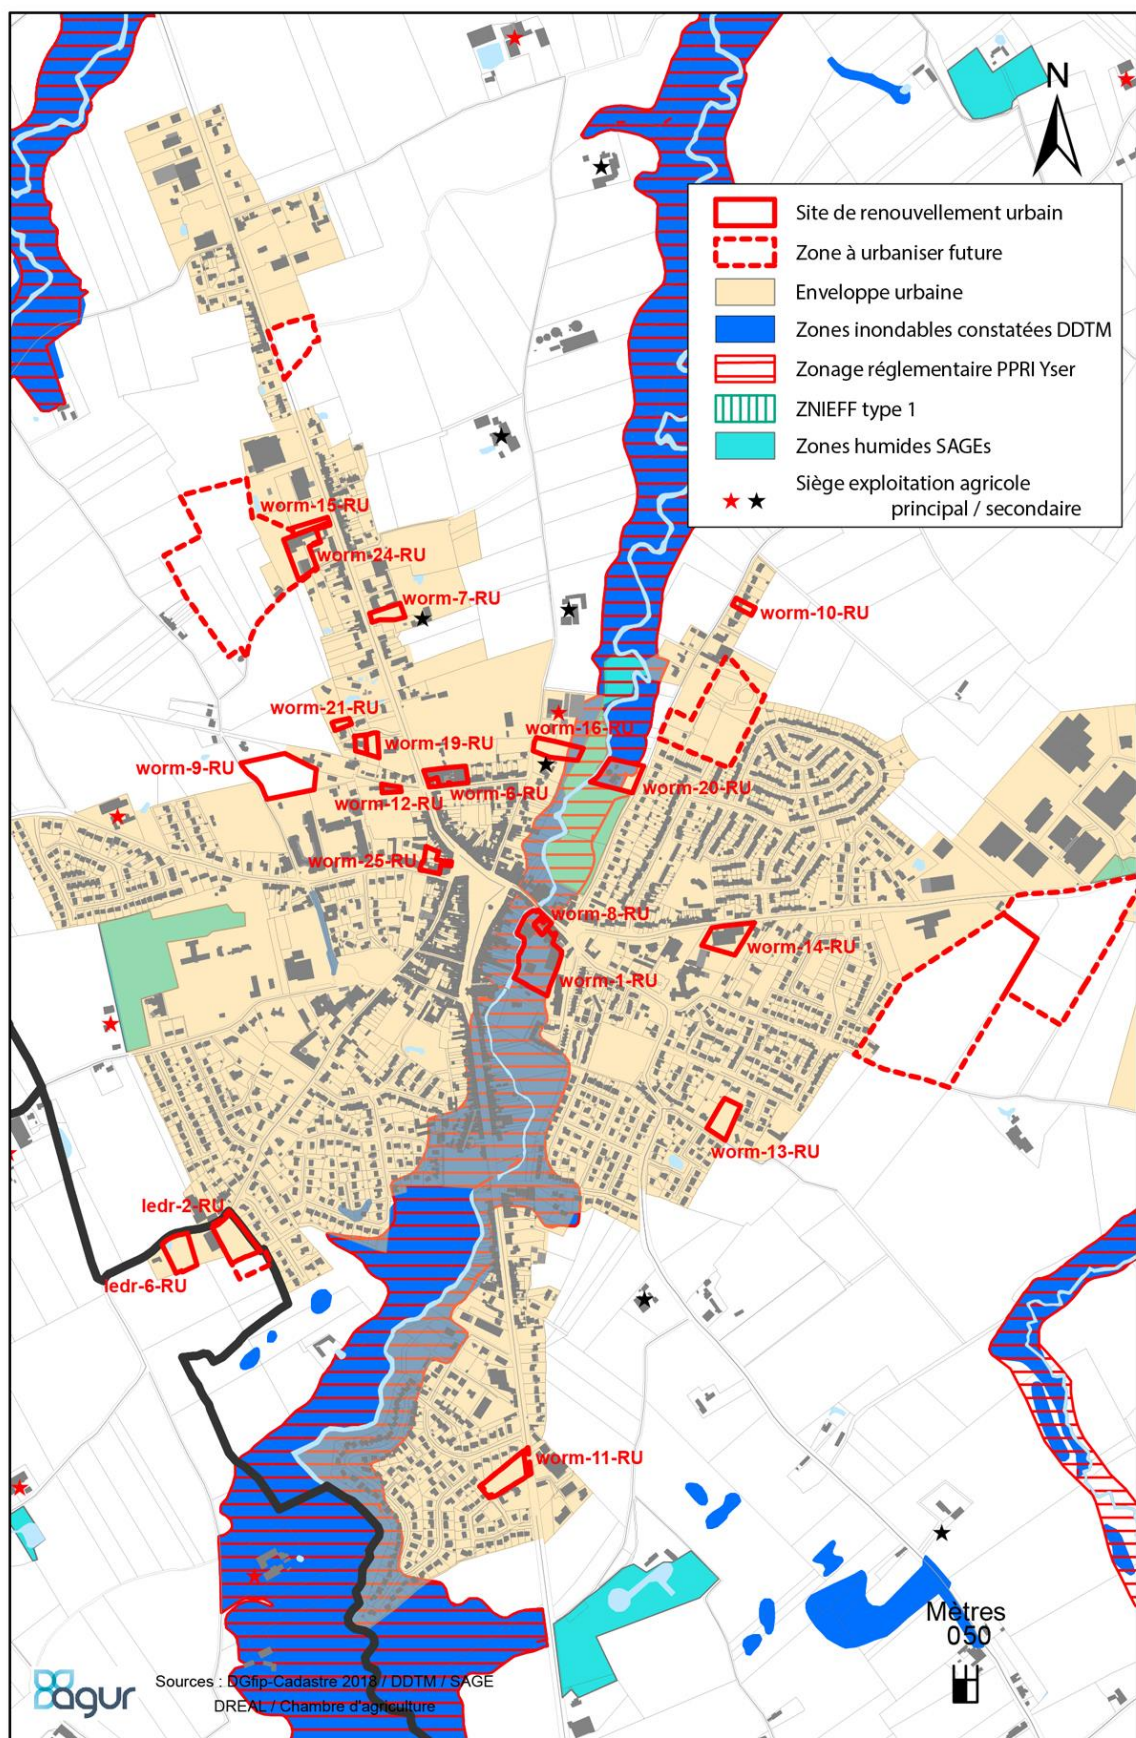 N
Site de renouvellement urbain
Zone à urbaniser future
Enveloppe urbaine
Zones inondables constatées DDTM
Zonage réglementaire PPRI Yser
ZNIEFF type 1
Zones humides SAGEs
Siège exploitation agricole
principal / secondaire
worm-15-RU
worm-24-RU
worm-7-RU
worm-10-RU
worm-21-RU
worm-19-RU
worm-16-RU
worm-9-RU
worm-6-RU
worm-12-RU
worm-20-RU
worm-25-RU
worm-8-RU
worm-14-RU
worm-1-RU
worm-13-RU
ledr-2-RU
ledr-6-RU
worm-11-RU
Mètres
050
agur
Sources : DGfip-Cadastre 2018 / DDTM / SAGE
DREAL / Chambre d'agriculture